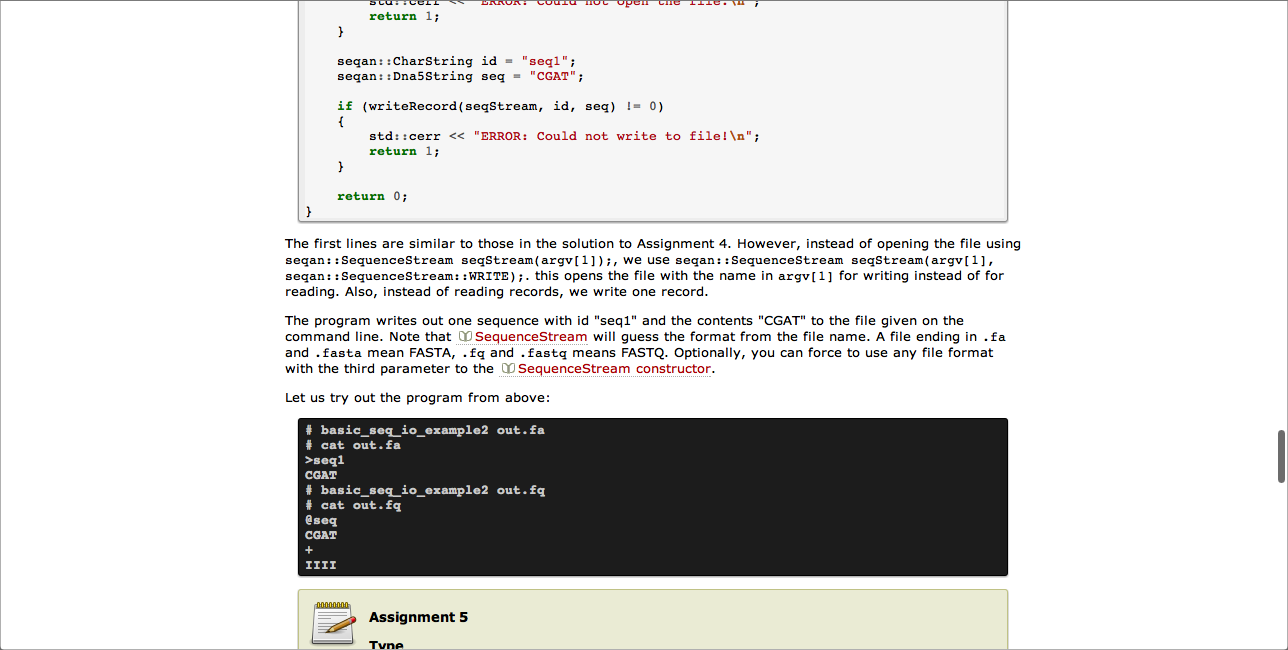 std::cerr << "ERROR: Could not open the file.\n";
return 1;
}
seqan::CharString id = "seq1";
seqan::Dna5String seq = "CGAT";
if (writeRecord(seqStream, id, seq) != 0)
{
std::cerr << "ERROR: Could not write to file!\n";
return 1;
}
return 0;
}
The first lines are similar to those in the solution to Assignment 4. However, instead of opening the file using
seqan::SequenceStream seqStream(argv[1]);, we use seqan::SequenceStream seqStream(argv[1],
seqan::SequenceStream::WRITE);. this opens the file with the name in argv[1] for writing instead of for
reading. Also, instead of reading records, we write one record.
The program writes out one sequence with id "seq1" and the contents "CGAT" to the file given on the
command line. Note that SequenceStream will guess the format from the file name. A file ending in .fa
and .fasta mean FASTA, .fq and .fastq means FASTQ. Optionally, you can force to use any file format
with the third parameter to the SequenceStream constructor.
Let us try out the program from above:
# basic_seq_io_example2 out.fa
# cat out.fa
>seq1
CGAT
# basic_seq_io_example2 out.fq
# cat out.fq
@seq
CGAT
+
IIII
Assignment 5
Type